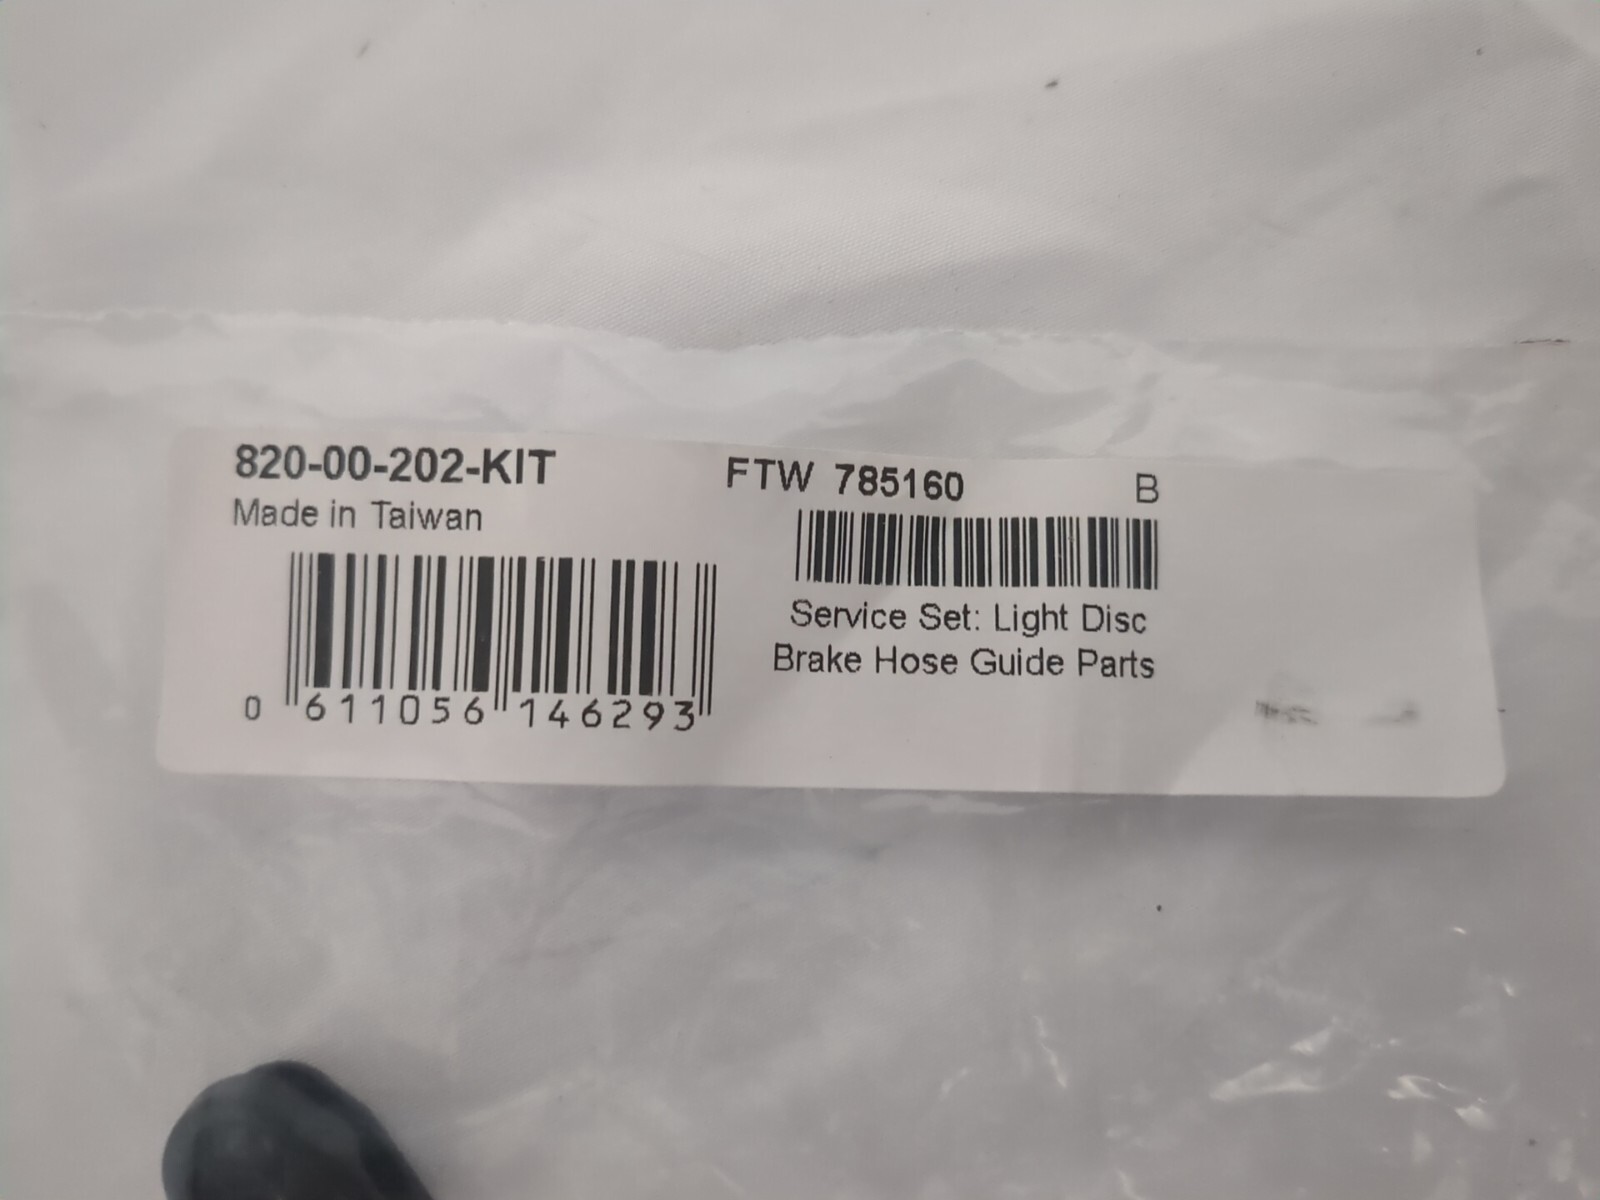 820-00-202-KIT
Made in Taiwan
0 611056 146293
FTW 785160 B
Service Set: Light Disc
Brake Hose Guide Parts